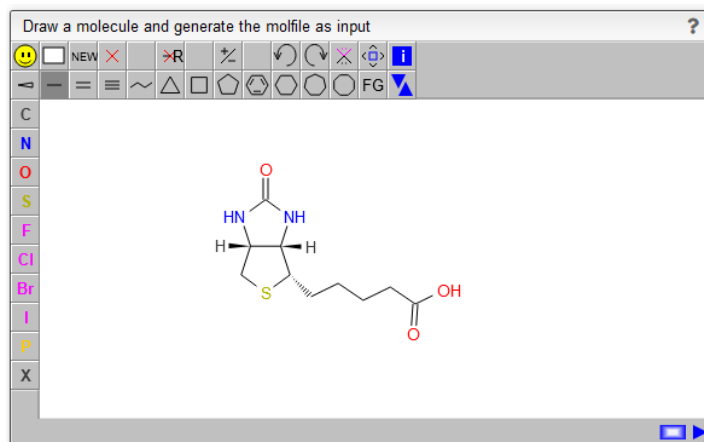 Draw a molecule and generate the molfile as input ?
NEW R +/- i
FG
C
N
O
S
F
Cl
Br
I
P
X
O
HN NH
H H
S
OH
O